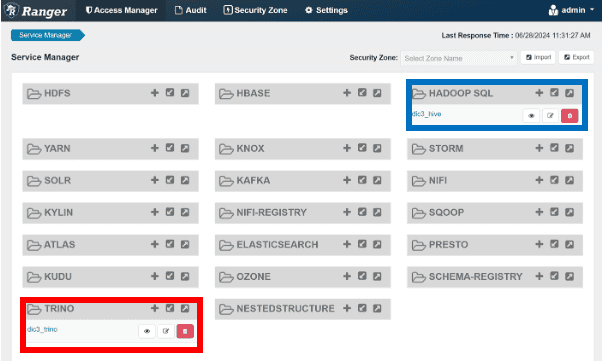 Ranger Access Manager Audit Security Zone Settings admin
Service Manager Last Response Time : 06/28/2024 11:31:27 AM
Service Manager Security Zone: Select Zone Name Import Export
HDFS HBASE HADOOP SQL
dic3_hive
YARN KNOX STORM
SOLR KAFKA NIFI
KYLIN NIFI-REGISTRY SQOOP
ATLAS ELASTICSEARCH PRESTO
KUDU OZONE SCHEMA-REGISTRY
TRINO NESTEDSTRUCTURE
dic3_trino